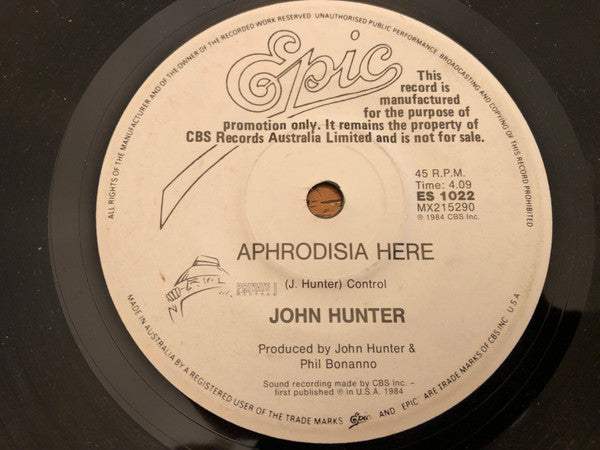 ALL RIGHTS OF THE MANUFACTURER AND OF THE OWNER OF THE RECORDED WORK RESERVED UNAUTHORISED PUBLIC PERFORMANCE, BROADCASTING AND COPYING OF THIS RECORD PROHIBITED
Epic
This
record is
manufactured
for the purpose of
promotion only. It remains the property of
CBS Records Australia Limited and is not for sale.
45 R.P.M.
Time: 4.09
ES 1022
MX215290
℗ 1984 CBS Inc.
APHRODISIA HERE
PRIVATE I
RECORDS
(J. Hunter) Control
JOHN HUNTER
Produced by John Hunter &
Phil Bonanno
Sound recording made by CBS Inc. –
first published ℗ in U.S.A. 1984
MADE IN AUSTRALIA BY A REGISTERED USER OF THE TRADE MARKS Epic AND EPIC ARE TRADE MARKS OF CBS INC U.S.A